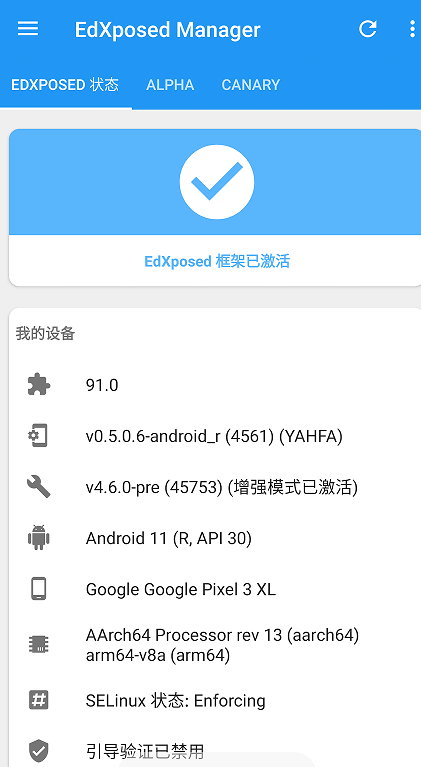 EdXposed Manager
EDXPOSED 状态 ALPHA CANARY
EdXposed 框架已激活
我的设备
91.0
v0.5.0.6-android_r (4561) (YAHFA)
v4.6.0-pre (45753) (增强模式已激活)
Android 11 (R, API 30)
Google Google Pixel 3 XL
AArch64 Processor rev 13 (aarch64)
arm64-v8a (arm64)
SELinux 状态: Enforcing
引导验证已禁用